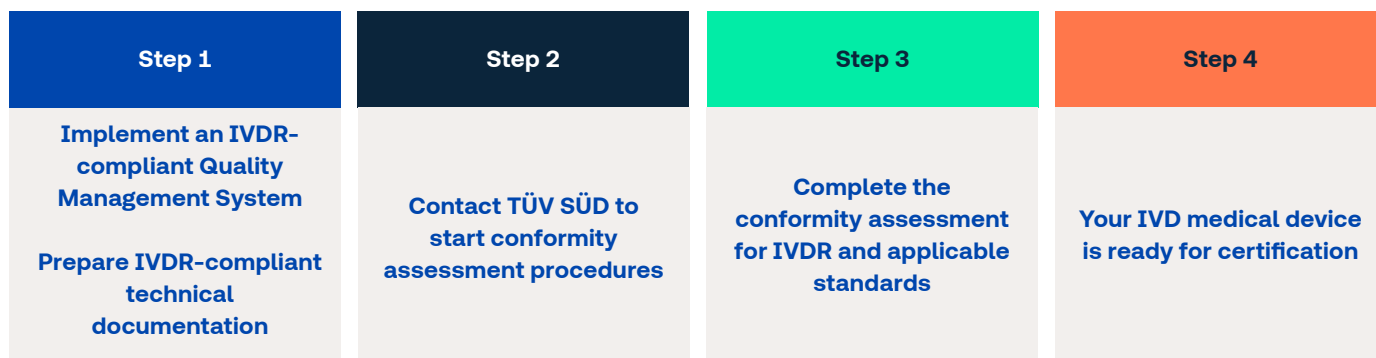 Step 1
Implement an IVDR-
compliant Quality
Management System
Prepare IVDR-compliant
technical
documentation
Step 2
Contact TÜV SÜD to
start conformity
assessment procedures
Step 3
Complete the
conformity assessment
for IVDR and applicable
standards
Step 4
Your IVD medical device
is ready for certification